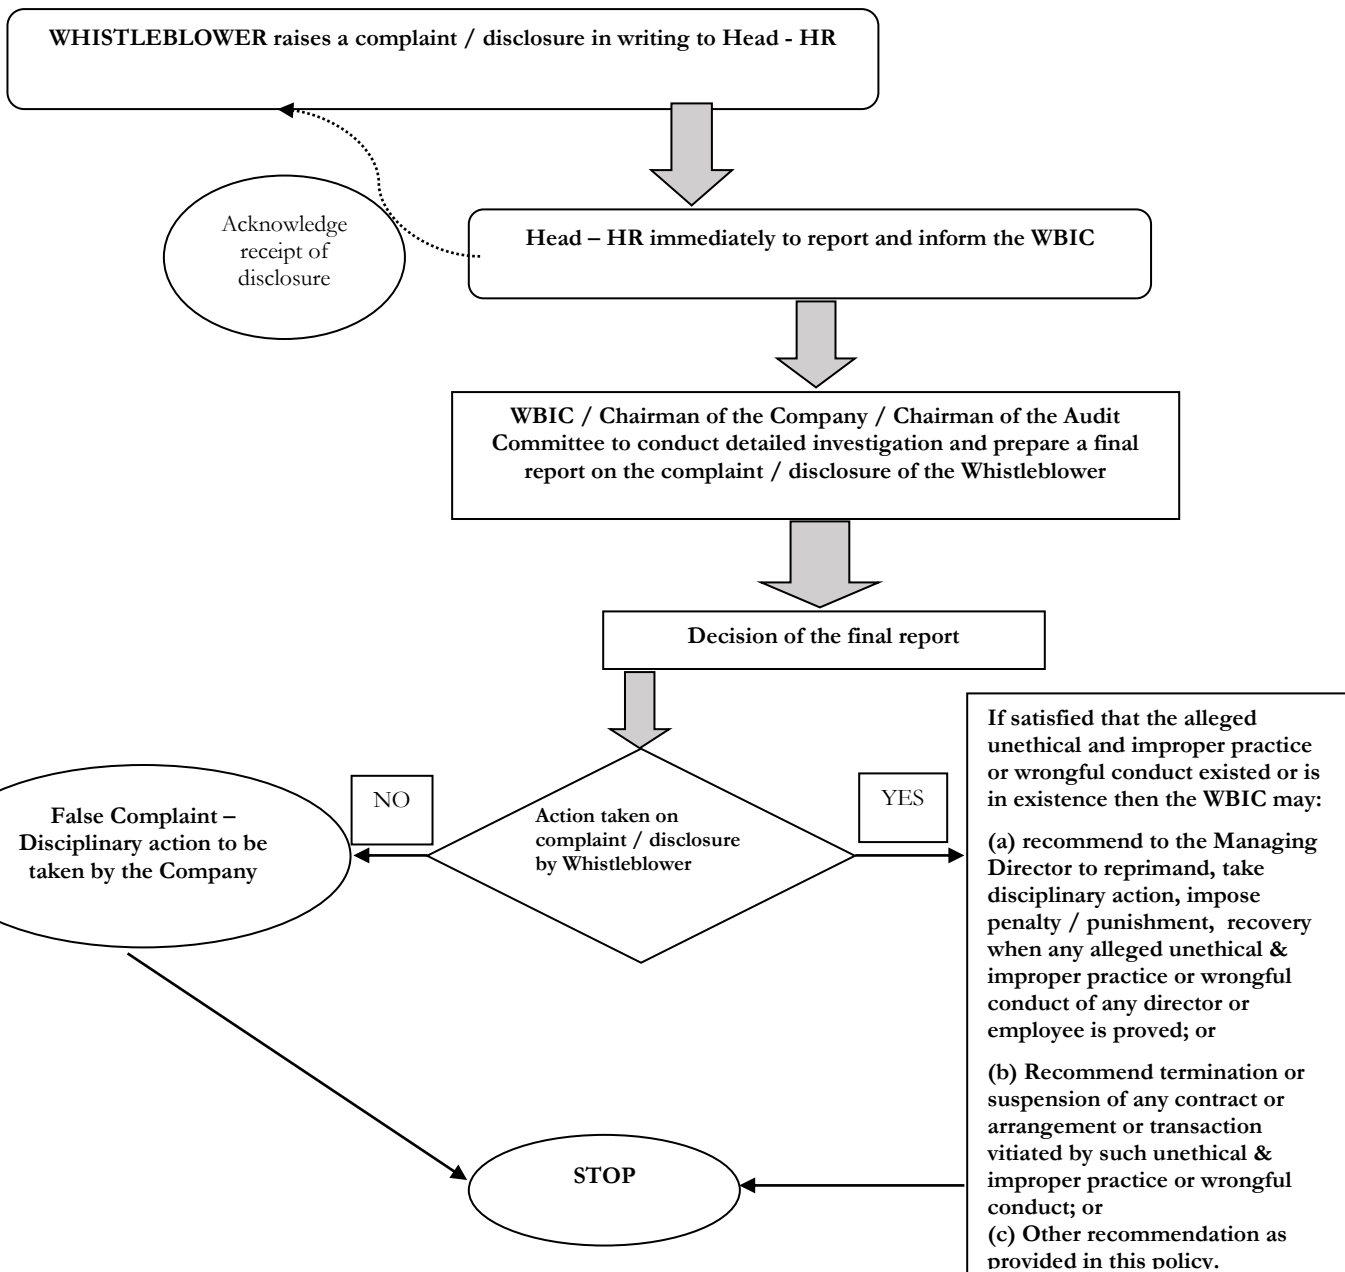 WHISTLEBLOWER raises a complaint / disclosure in writing to Head - HR
Acknowledge
receipt of
disclosure
Head – HR immediately to report and inform the WBIC
WBIC / Chairman of the Company / Chairman of the Audit
Committee to conduct detailed investigation and prepare a final
report on the complaint / disclosure of the Whistleblower
Decision of the final report
Action taken on
complaint / disclosure
by Whistleblower
NO
False Complaint –
Disciplinary action to be
taken by the Company
YES
If satisfied that the alleged
unethical and improper practice
or wrongful conduct existed or is
in existence then the WBIC may:
(a) recommend to the Managing
Director to reprimand, take
disciplinary action, impose
penalty / punishment,  recovery
when any alleged unethical &
improper practice or wrongful
conduct of any director or
employee is proved; or
(b) Recommend termination or
suspension of any contract or
arrangement or transaction
vitiated by such unethical &
improper practice or wrongful
conduct; or
(c) Other recommendation as
provided in this policy.
STOP